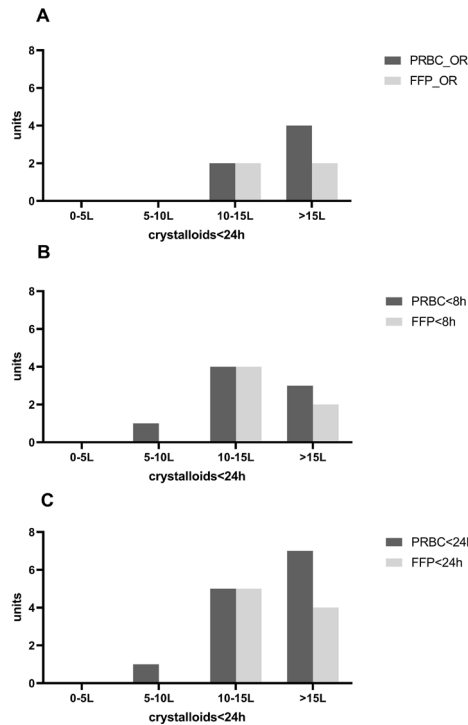 A
8
6
4
2
0
units
0-5L 5-10L 10-15L >15L
crystalloids<24h
PRBC_OR
FFP_OR
B
8
6
4
2
0
units
0-5L 5-10L 10-15L >15L
crystalloids<24h
PRBC<8h
FFP<8h
C
8
6
4
2
0
units
0-5L 5-10L 10-15L >15L
crystalloids<24h
PRBC<24h
FFP<24h